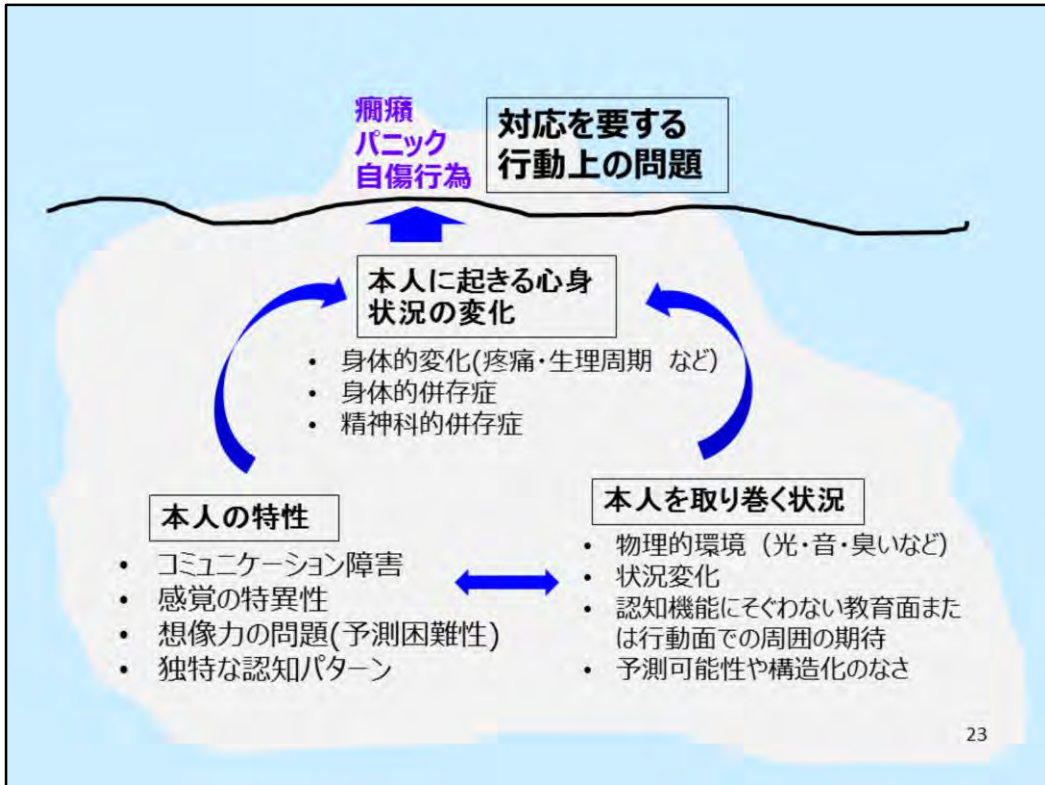 癇癪
パニック
自傷行為
対応を要する
行動上の問題
本人に起きる心身
状況の変化
• 身体的変化(疼痛・生理周期 など)
• 身体的併存症
• 精神科的併存症
本人の特性
• コミュニケーション障害
• 感覚の特異性
• 想像力の問題(予測困難性)
• 独特な認知パターン
本人を取り巻く状況
• 物理的環境 (光・音・臭いなど)
• 状況変化
• 認知機能にそぐわない教育面また
は行動面での周囲の期待
• 予測可能性や構造化のなさ
23